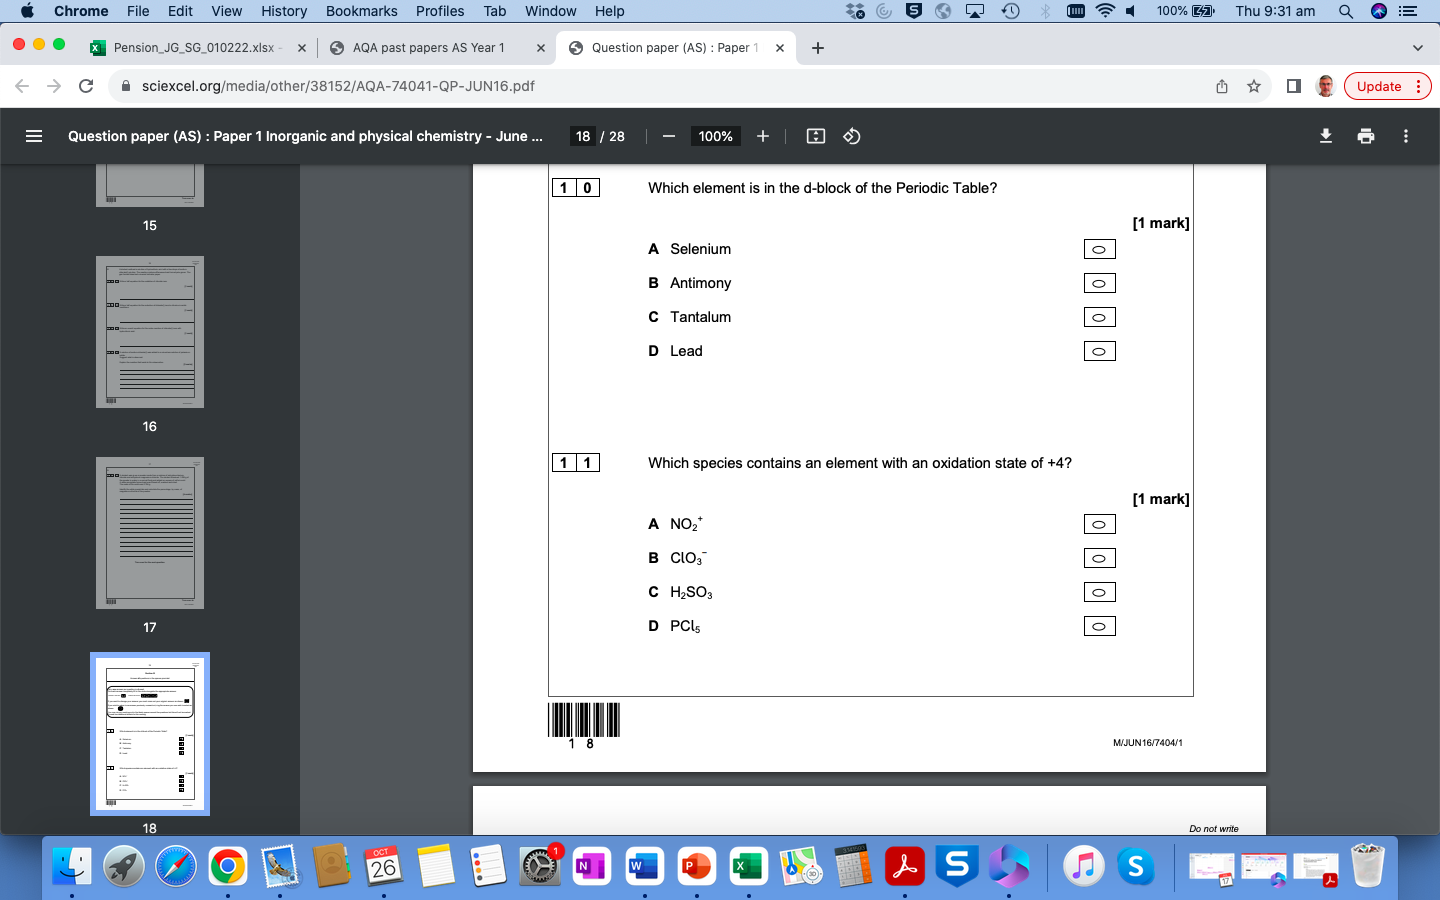 Chrome File Edit View History Bookmarks Profiles Tab Window Help 100% Thu 9:31 am
Pension_JG_SG_010222.xlsx - AQA past papers AS Year 1 Question paper (AS) : Paper 1
sciexcel.org/media/other/38152/AQA-74041-QP-JUN16.pdf Update
Question paper (AS) : Paper 1 Inorganic and physical chemistry - June ... 18 / 28 100%
15
16
17
18
1 0 Which element is in the d-block of the Periodic Table?
[1 mark]
A Selenium
B Antimony
C Tantalum
D Lead
1 1 Which species contains an element with an oxidation state of +4?
[1 mark]
A NO₂⁺
B ClO₃⁻
C H₂SO₃
D PCl₅
1 8
M/JUN16/7404/1
Do not write
OCT
26
1
17